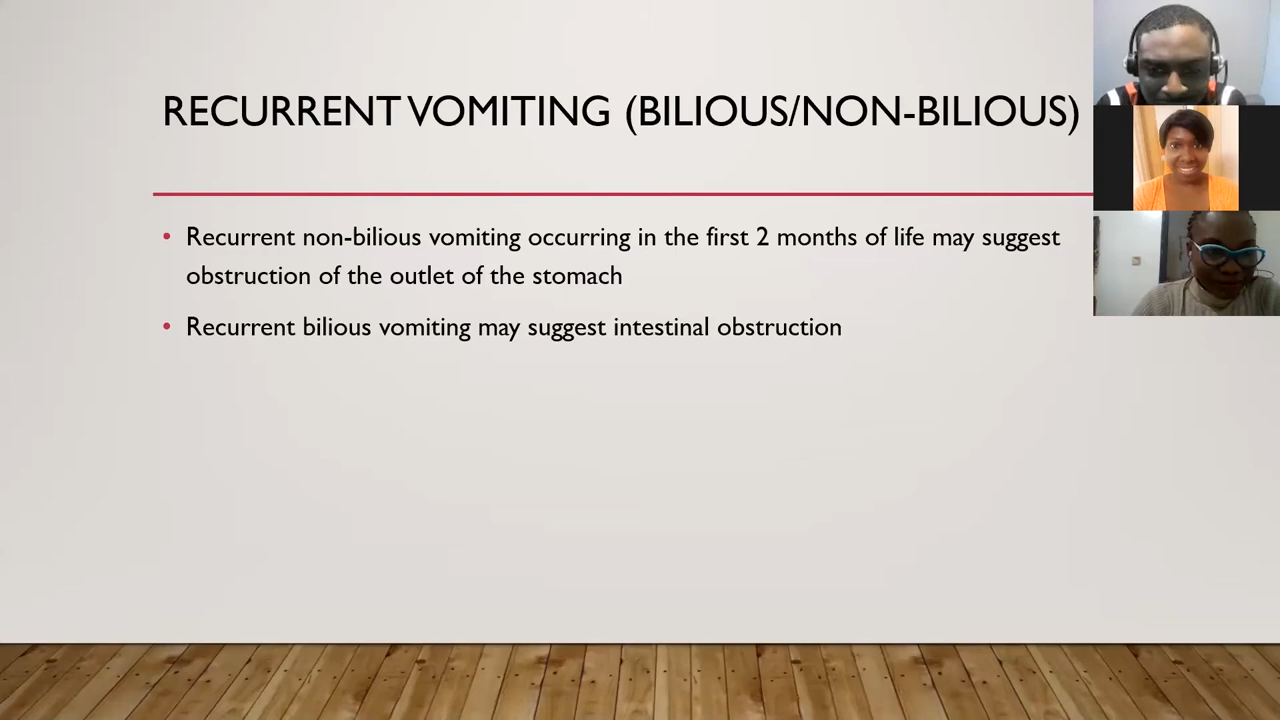 RECURRENT VOMITING (BILIOUS/NON-BILIOUS)
• Recurrent non-bilious vomiting occurring in the first 2 months of life may suggest
obstruction of the outlet of the stomach
• Recurrent bilious vomiting may suggest intestinal obstruction